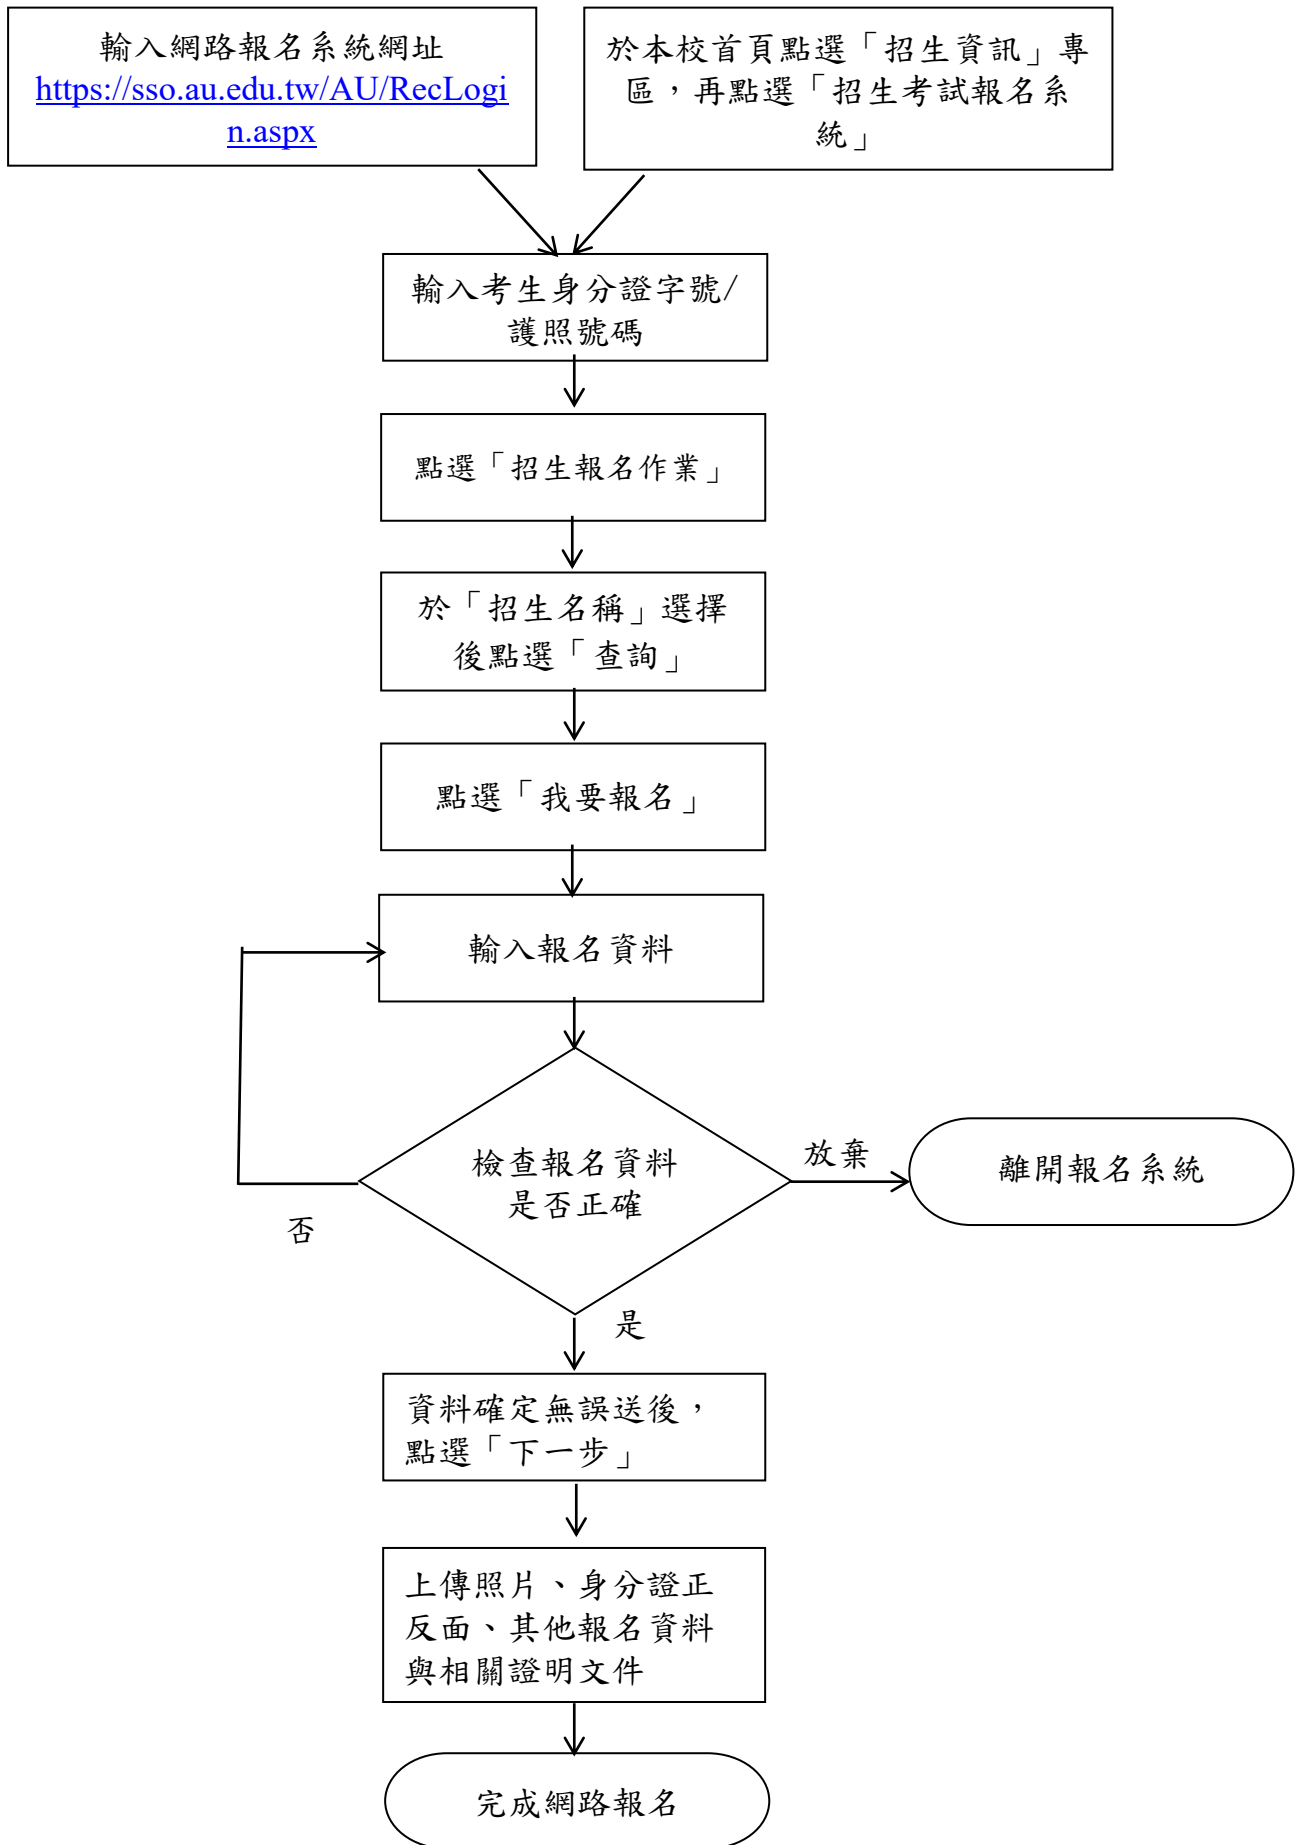 輸入網路報名系統網址
https://sso.au.edu.tw/AU/RecLogi
n.aspx
於本校首頁點選「招生資訊」專
區，再點選「招生考試報名系
統」
輸入考生身分證字號/
護照號碼
點選「招生報名作業」
於「招生名稱」選擇
後點選「查詢」
點選「我要報名」
輸入報名資料
檢查報名資料
是否正確
放棄
離開報名系統
否
是
資料確定無誤送後，
點選「下一步」
上傳照片、身分證正
反面、其他報名資料
與相關證明文件
完成網路報名